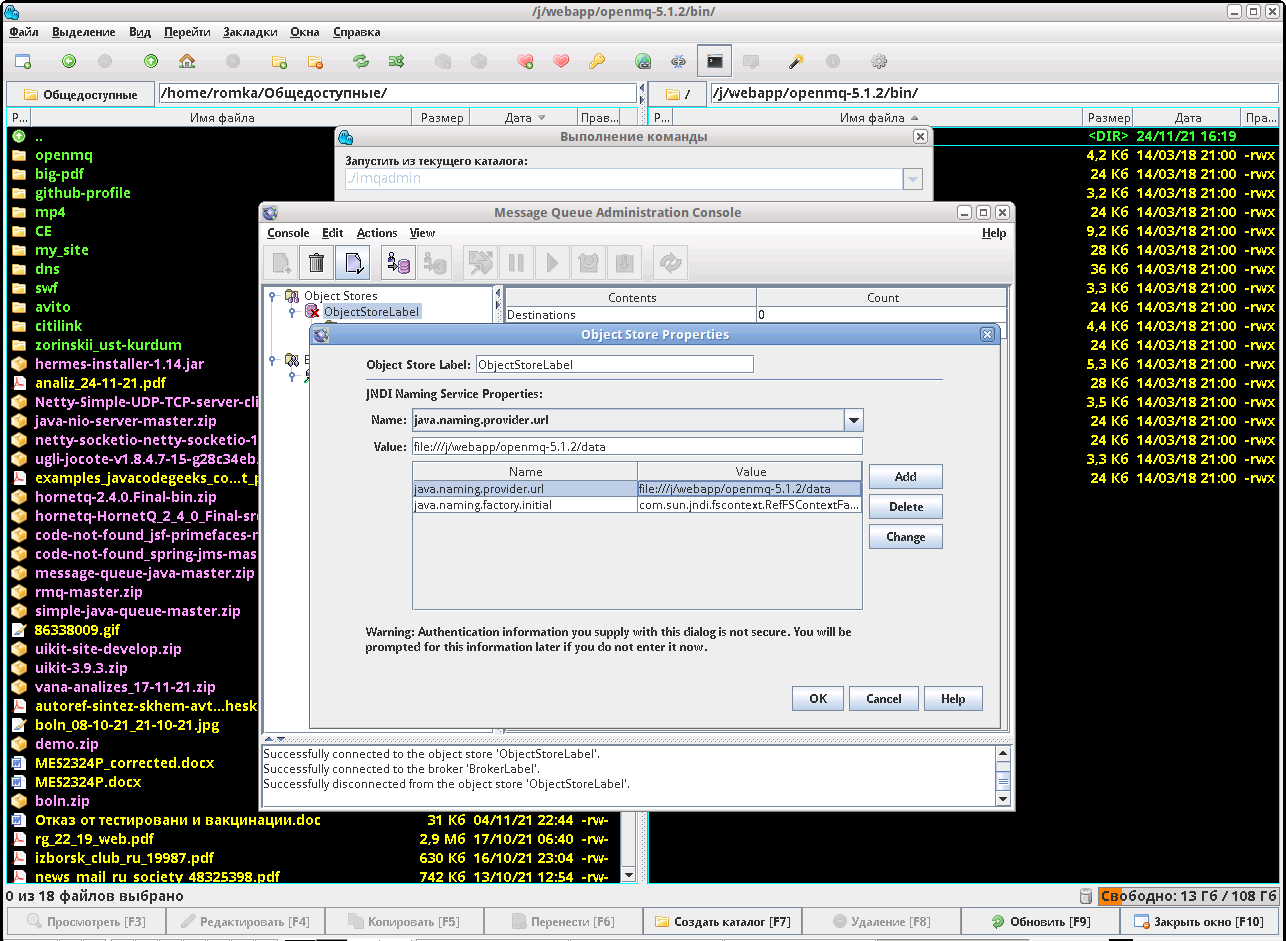 /j/webapp/openmq-5.1.2/bin/
Файл Выделение Вид Перейти Закладки Окна Справка
Общедоступные /home/romka/Общедоступные/ / /j/webapp/openmq-5.1.2/bin/
Р... Имя файла Размер Дата Прав... Р... Имя файла Размер Дата Пра...
..
openmq
big-pdf
github-profile
mp4
CE
my_site
dns
swf
avito
citilink
zorinskii_ust-kurdum
hermes-installer-1.14.jar
analiz_24-11-21.pdf
Netty-Simple-UDP-TCP-server-cli
java-nio-server-master.zip
netty-socketio-netty-socketio-1
ugli-jocote-v1.8.4.7-15-g28c34eb.
examples_javacodegeeks_co...t_p
hornetq-2.4.0.Final-bin.zip
hornetq-HornetQ_2_4_0_Final-sr
code-not-found_jsf-primefaces-r
code-not-found_spring-jms-mas
message-queue-java-master.zip
rmq-master.zip
simple-java-queue-master.zip
86338009.gif
uikit-site-develop.zip
uikit-3.9.3.zip
vana-analizes_17-11-21.zip
autoref-sintez-skhem-avt...hesk
boln_08-10-21_21-10-21.jpg
demo.zip
MES2324P_corrected.docx
MES2324P.docx
boln.zip
Отказ от тестировани и вакцинации.doc 31 Кб 04/11/21 22:44 -rw-
rg_22_19_web.pdf 2,9 Мб 17/10/21 06:40 -rw-
izborsk_club_ru_19987.pdf 630 Кб 16/10/21 23:04 -rw-
news_mail_ru_society_48325398.pdf 742 Кб 13/10/21 12:54 -rw-
<DIR> 24/11/21 16:19
4,2 Кб 14/03/18 21:00 -rwx
24 Кб 14/03/18 21:00 -rwx
3,2 Кб 14/03/18 21:00 -rwx
24 Кб 14/03/18 21:00 -rwx
9,2 Кб 14/03/18 21:00 -rwx
28 Кб 14/03/18 21:00 -rwx
36 Кб 14/03/18 21:00 -rwx
3,3 Кб 14/03/18 21:00 -rwx
24 Кб 14/03/18 21:00 -rwx
4,4 Кб 14/03/18 21:00 -rwx
24 Кб 14/03/18 21:00 -rwx
5,3 Кб 14/03/18 21:00 -rwx
28 Кб 14/03/18 21:00 -rwx
3,5 Кб 14/03/18 21:00 -rwx
24 Кб 14/03/18 21:00 -rwx
24 Кб 14/03/18 21:00 -rwx
3,3 Кб 14/03/18 21:00 -rwx
24 Кб 14/03/18 21:00 -rwx
Выполнение команды
Запустить из текущего каталога:
./imqadmin
Message Queue Administration Console
Console Edit Actions View Help
Object Stores
ObjectStoreLabel
Contents Count
Destinations 0
Object Store Properties
Object Store Label: ObjectStoreLabel
JNDI Naming Service Properties:
Name: java.naming.provider.url
Value: file:///j/webapp/openmq-5.1.2/data
Name Value
java.naming.provider.url file:///j/webapp/openmq-5.1.2/data
java.naming.factory.initial com.sun.jndi.fscontext.RefFSContextFa...
Add
Delete
Change
Warning: Authentication information you supply with this dialog is not secure. You will be
prompted for this information later if you do not enter it now.
OK Cancel Help
Successfully connected to the object store 'ObjectStoreLabel'.
Successfully connected to the broker 'BrokerLabel'.
Successfully disconnected from the object store 'ObjectStoreLabel'.
0 из 18 файлов выбрано Свободно: 13 Гб / 108 Гб
Просмотреть [F3] Редактировать [F4] Копировать [F5] Перенести [F6] Создать каталог [F7] Удаление [F8] Обновить [F9] Закрыть окно [F10]